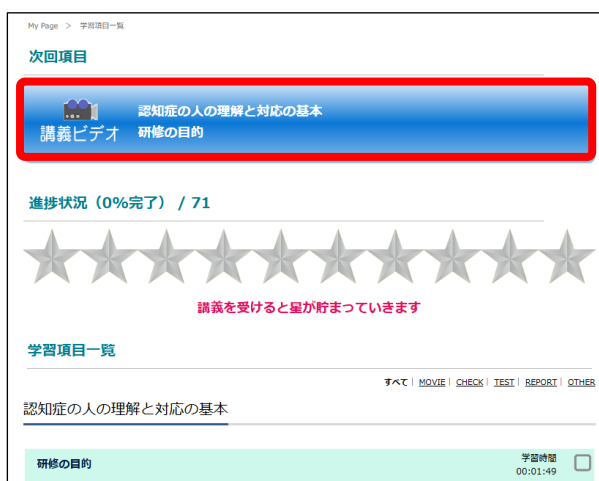 My Page ＞ 学習項目一覧
次回項目
認知症の人の理解と対応の基本
講義ビデオ 研修の目的
進捗状況（0%完了）/ 71
講義を受けると星が貯まっていきます
学習項目一覧
すべて | MOVIE | CHECK | TEST | REPORT | OTHER
認知症の人の理解と対応の基本
研修の目的
学習時間
00:01:49